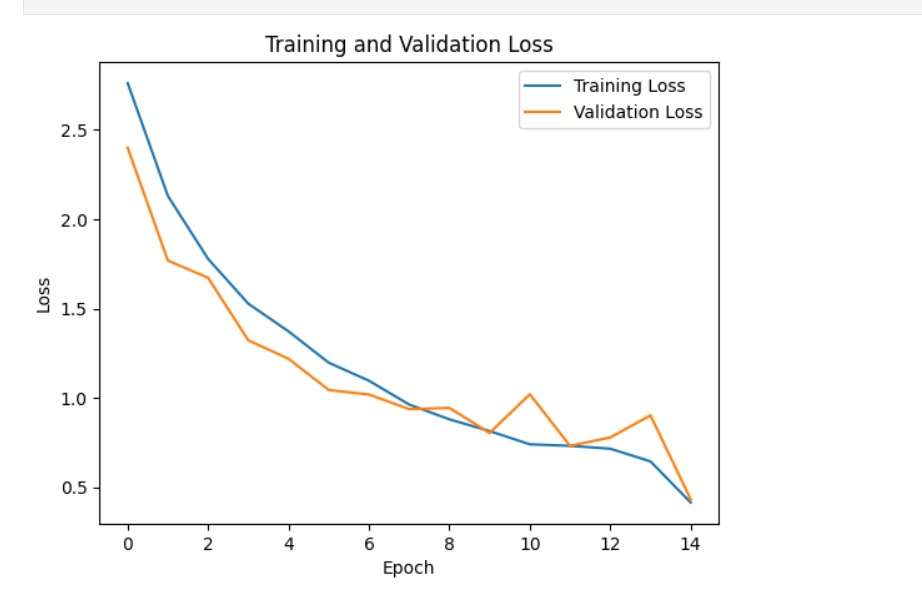 Training and Validation Loss
Training Loss
Validation Loss
2.5
2.0
1.5
1.0
0.5
Loss
0 2 4 6 8 10 12 14
Epoch